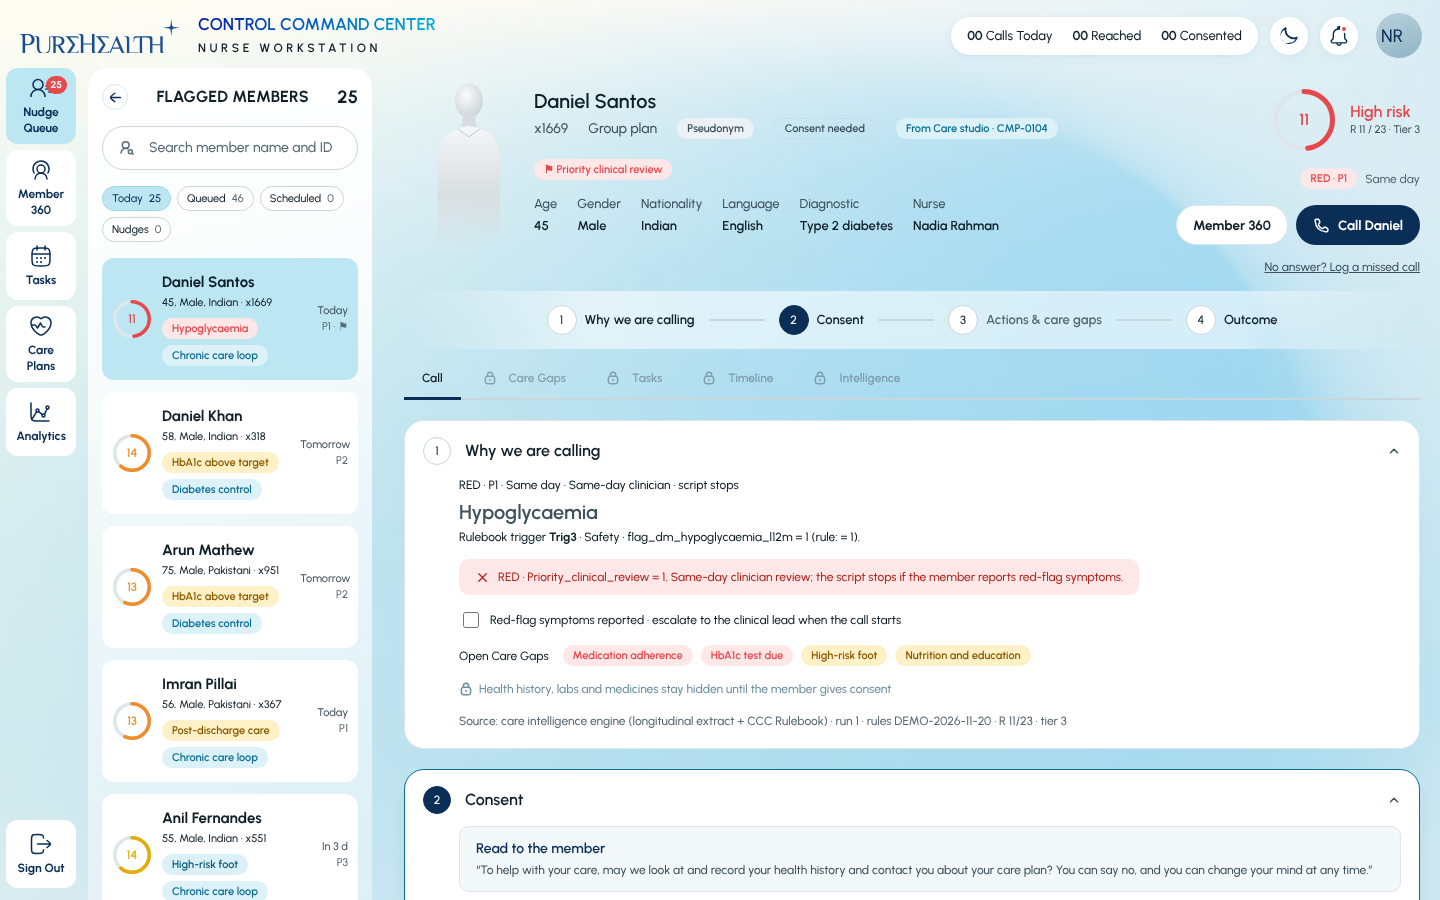 PUREHEALTH
CONTROL COMMAND CENTER
NURSE WORKSTATION
00 Calls Today 00 Reached 00 Consented
NR
25
Nudge
Queue
Member
360
Tasks
Care
Plans
Analytics
Sign Out
FLAGGED MEMBERS 25
Search member name and ID
Today 25 Queued 46 Scheduled 0
Nudges 0
Daniel Santos
45, Male, Indian · x1669
11
Hypoglycaemia
Chronic care loop
Today
P1 · ⚑
Daniel Khan
58, Male, Indian · x318
14
HbA1c above target
Diabetes control
Tomorrow
P2
Arun Mathew
75, Male, Pakistani · x951
13
HbA1c above target
Diabetes control
Tomorrow
P2
Imran Pillai
56, Male, Pakistani · x367
13
Post-discharge care
Chronic care loop
Today
P1
Anil Fernandes
55, Male, Indian · x551
14
High-risk foot
Chronic care loop
In 3 d
P3
Daniel Santos
x1669 Group plan Pseudonym Consent needed From Care studio · CMP-0104
⚑ Priority clinical review
Age Gender Nationality Language Diagnostic Nurse
45 Male Indian English Type 2 diabetes Nadia Rahman
11
High risk
R 11 / 23 · Tier 3
RED · P1 Same day
Member 360 Call Daniel
No answer? Log a missed call
1 Why we are calling 2 Consent 3 Actions & care gaps 4 Outcome
Call Care Gaps Tasks Timeline Intelligence
1 Why we are calling
RED · P1 · Same day · Same-day clinician · script stops
Hypoglycaemia
Rulebook trigger Trig3 · Safety · flag_dm_hypoglycaemia_l12m = 1 (rule: = 1).
RED · Priority_clinical_review = 1. Same-day clinician review; the script stops if the member reports red-flag symptoms.
Red-flag symptoms reported · escalate to the clinical lead when the call starts
Open Care Gaps Medication adherence HbA1c test due High-risk foot Nutrition and education
Health history, labs and medicines stay hidden until the member gives consent
Source: care intelligence engine (longitudinal extract + CCC Rulebook) · run 1 · rules DEMO-2026-11-20 · R 11/23 · tier 3
2 Consent
Read to the member
"To help with your care, may we look at and record your health history and contact you about your care plan? You can say no, and you can change your mind at any time."